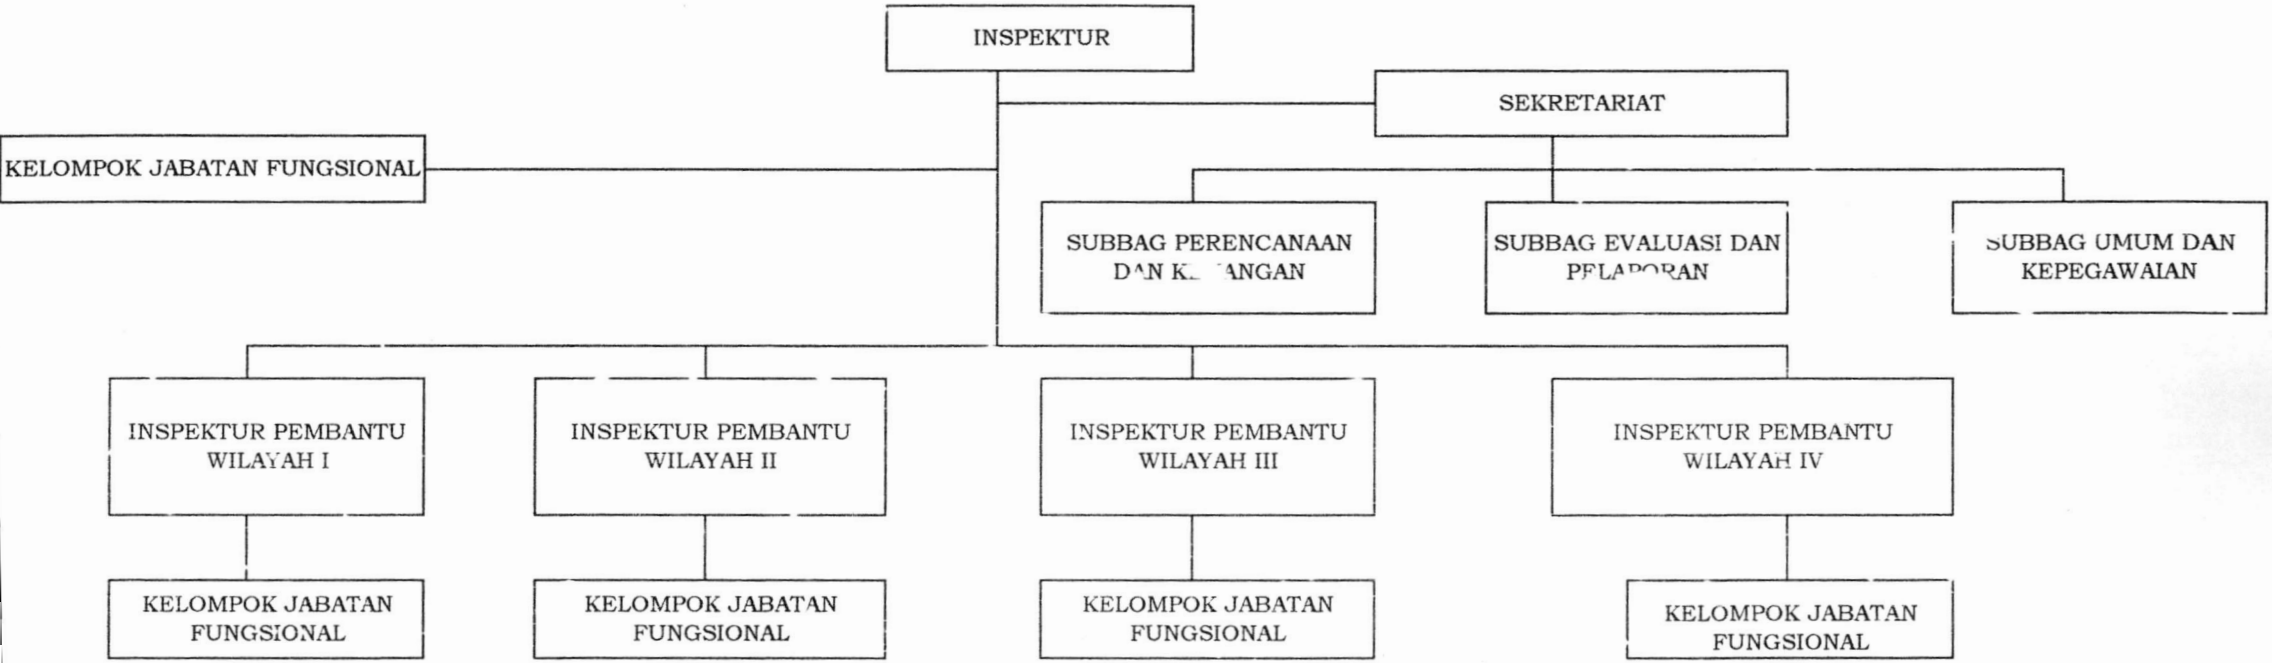 INSPEKTUR
SEKRETARIAT
KELOMPOK JABATAN FUNGSIONAL
SUBBAG PERENCANAAN
DAN
SUBBAG EVALUASI DAN
PELAPORAN
SUBBAG UMUM DAN
KEPEGAWAIAN
INSPEKTUR PEMBANTU
WILAYAH I
INSPEKTUR PEMBANTU
WILAYAH II
INSPEKTUR PEMBANTU
WILAYAH III
INSPEKTUR PEMBANTU
WILAYAH IV
KELOMPOK JABATAN
FUNGSIONAL
KELOMPOK JABATAN
FUNGSIONAL
KELOMPOK JABATAN
FUNGSIONAL
KELOMPOK JABATAN
FUNGSIONAL